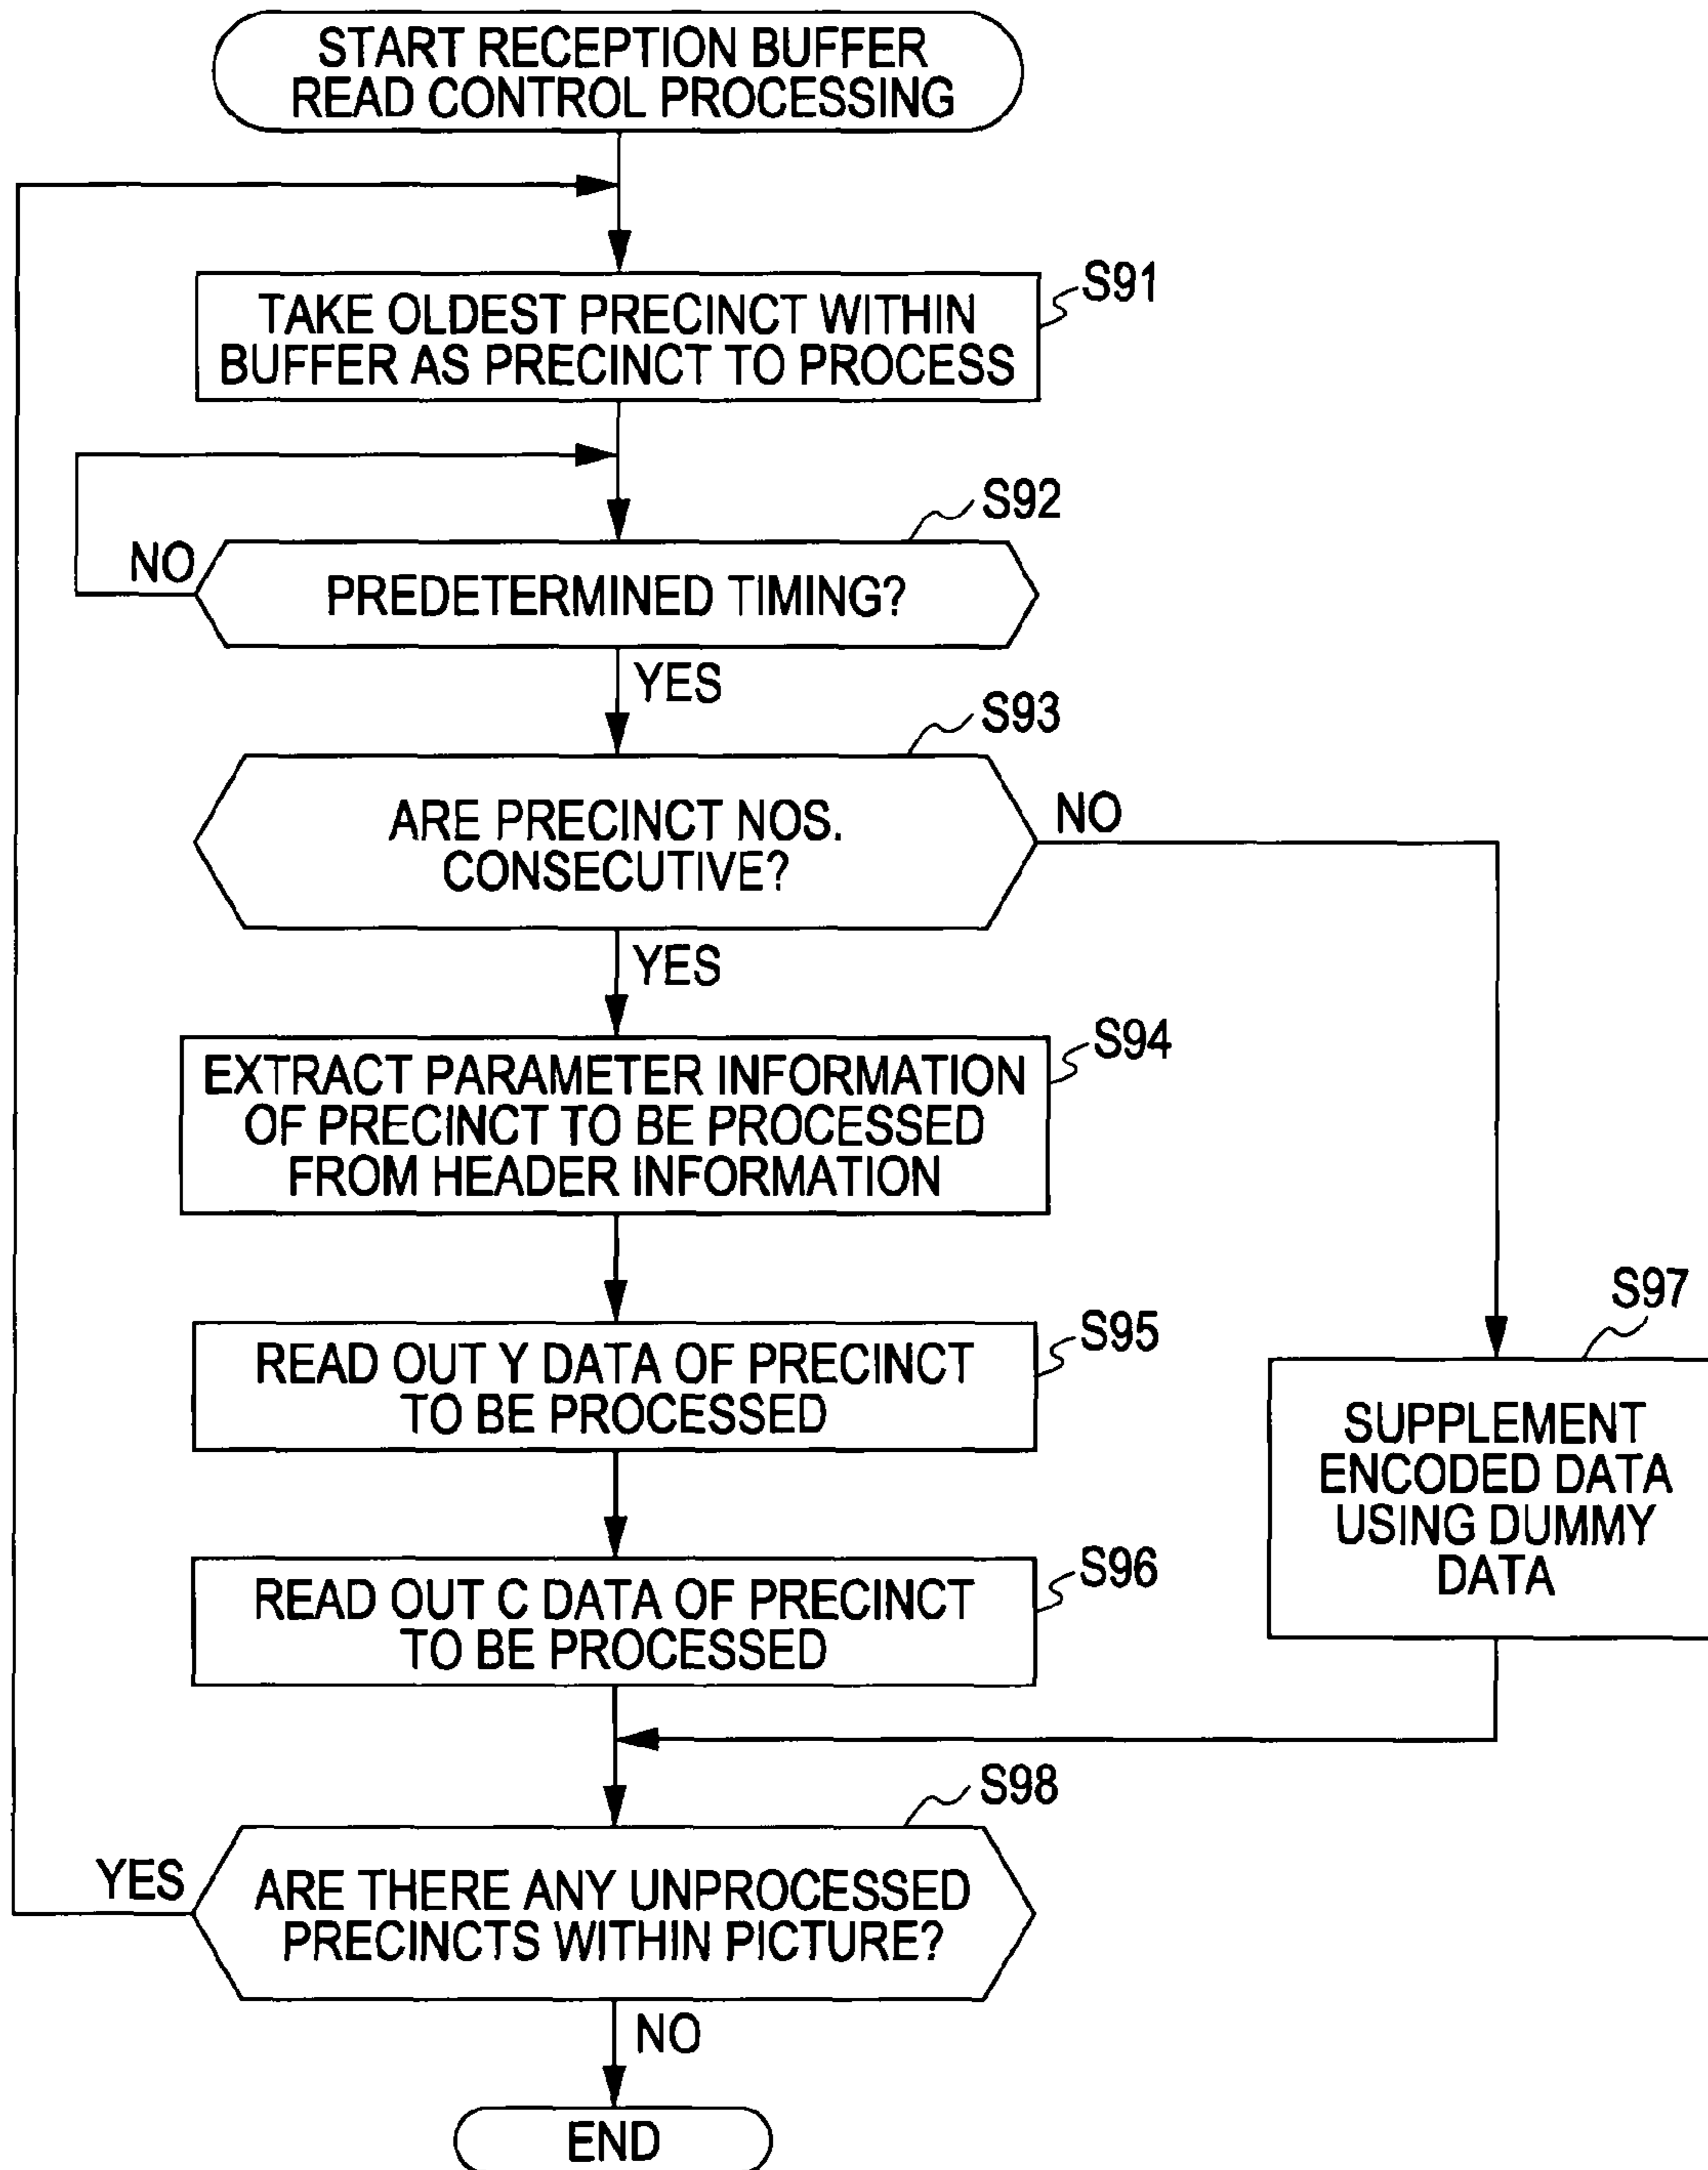 START RECEPTION BUFFER
READ CONTROL PROCESSING
S91
TAKE OLDEST PRECINCT WITHIN
BUFFER AS PRECINCT TO PROCESS
S92
NO
PREDETERMINED TIMING?
YES
S93
ARE PRECINCT NOS.
CONSECUTIVE?
NO
YES
S94
EXTRACT PARAMETER INFORMATION
OF PRECINCT TO BE PROCESSED
FROM HEADER INFORMATION
S95
READ OUT Y DATA OF PRECINCT
TO BE PROCESSED
S97
SUPPLEMENT
ENCODED DATA
USING DUMMY
DATA
S96
READ OUT C DATA OF PRECINCT
TO BE PROCESSED
S98
YES
ARE THERE ANY UNPROCESSED
PRECINCTS WITHIN PICTURE?
NO
END